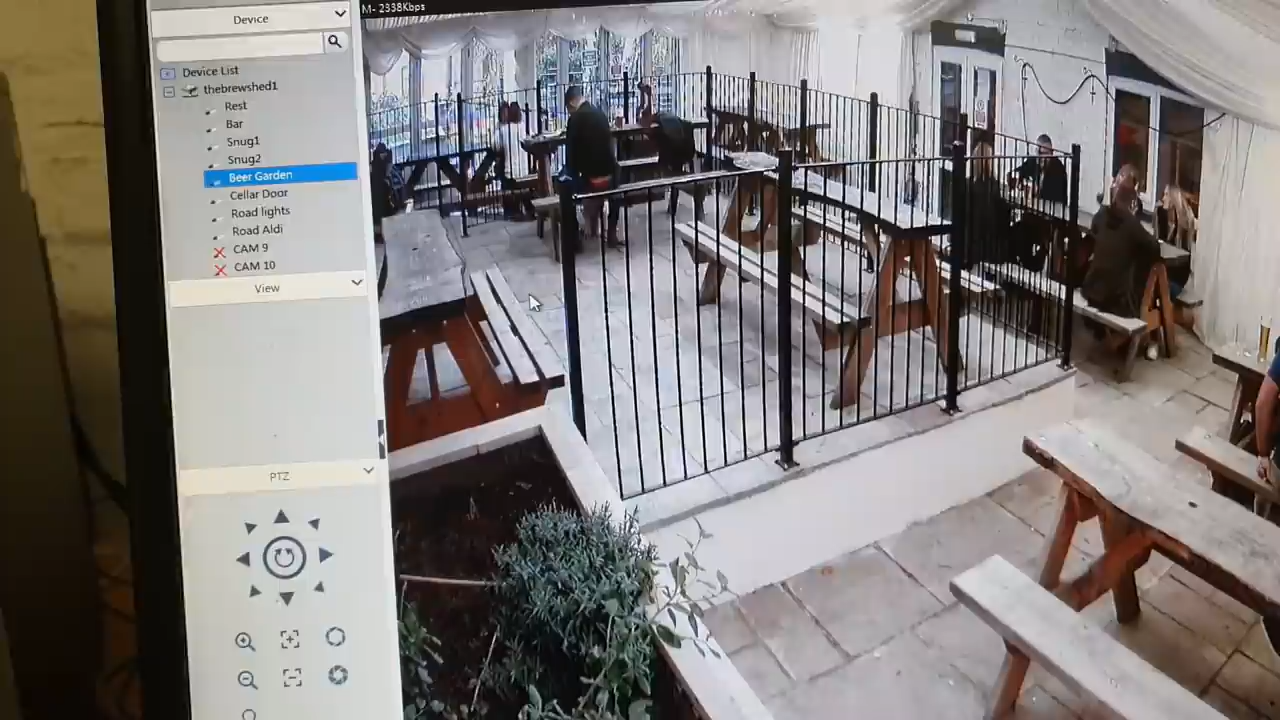 M- 2338Kbps
Device
Device List
thebrewshed1
Rest
Bar
Snug1
Snug2
Beer Garden
Cellar Door
Road lights
Road Aldi
CAM 9
CAM 10
View
PTZ